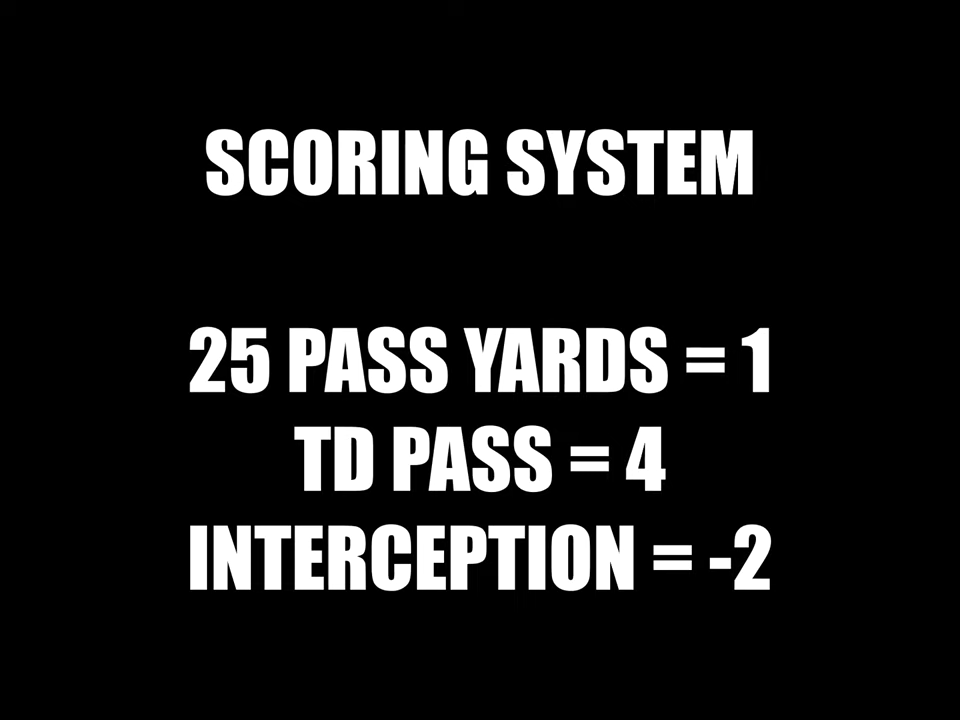 SCORING SYSTEM
25 PASS YARDS = 1
TD PASS = 4
INTERCEPTION = -2